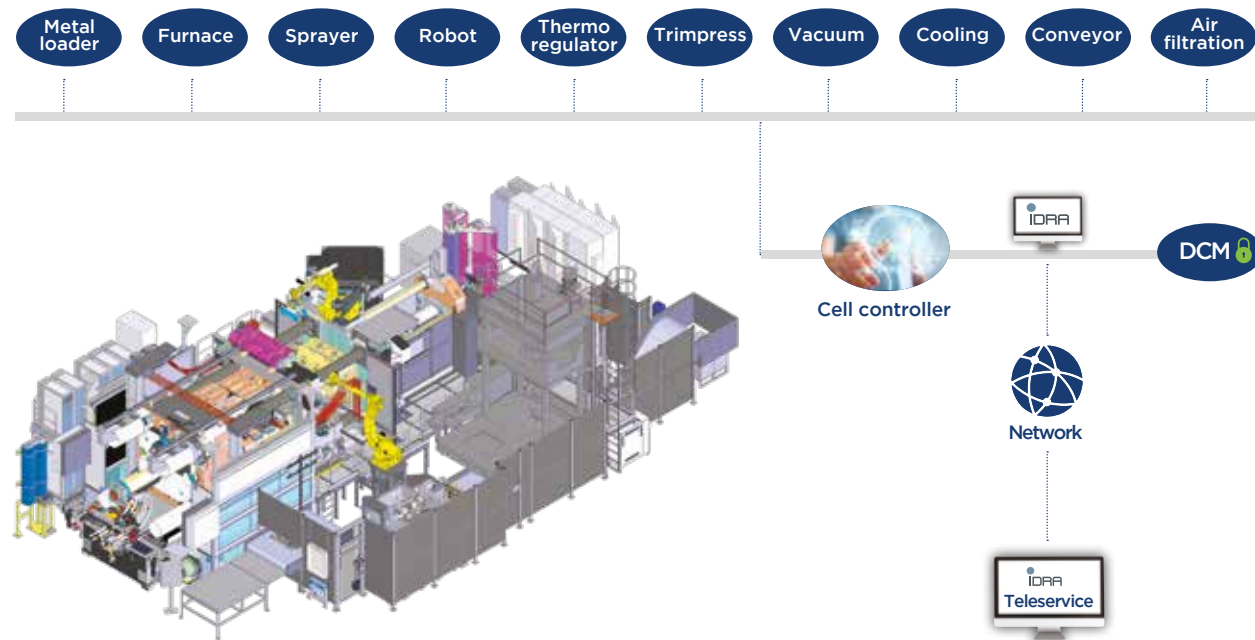 Metal
loader
Furnace
Sprayer
Robot
Thermo
regulator
Trimpress
Vacuum
Cooling
Conveyor
Air
filtration
iDRA
DCM
Cell controller
Network
iDRA
Teleservice